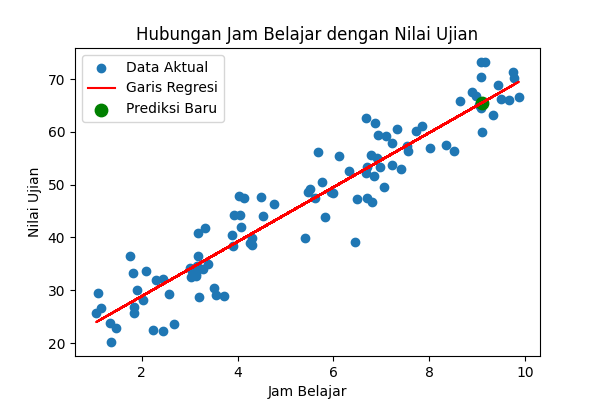 Hubungan Jam Belajar dengan Nilai Ujian
Data Aktual
Garis Regresi
Prediksi Baru
Nilai Ujian
70
60
50
40
30
20
2
4
6
8
10
Jam Belajar